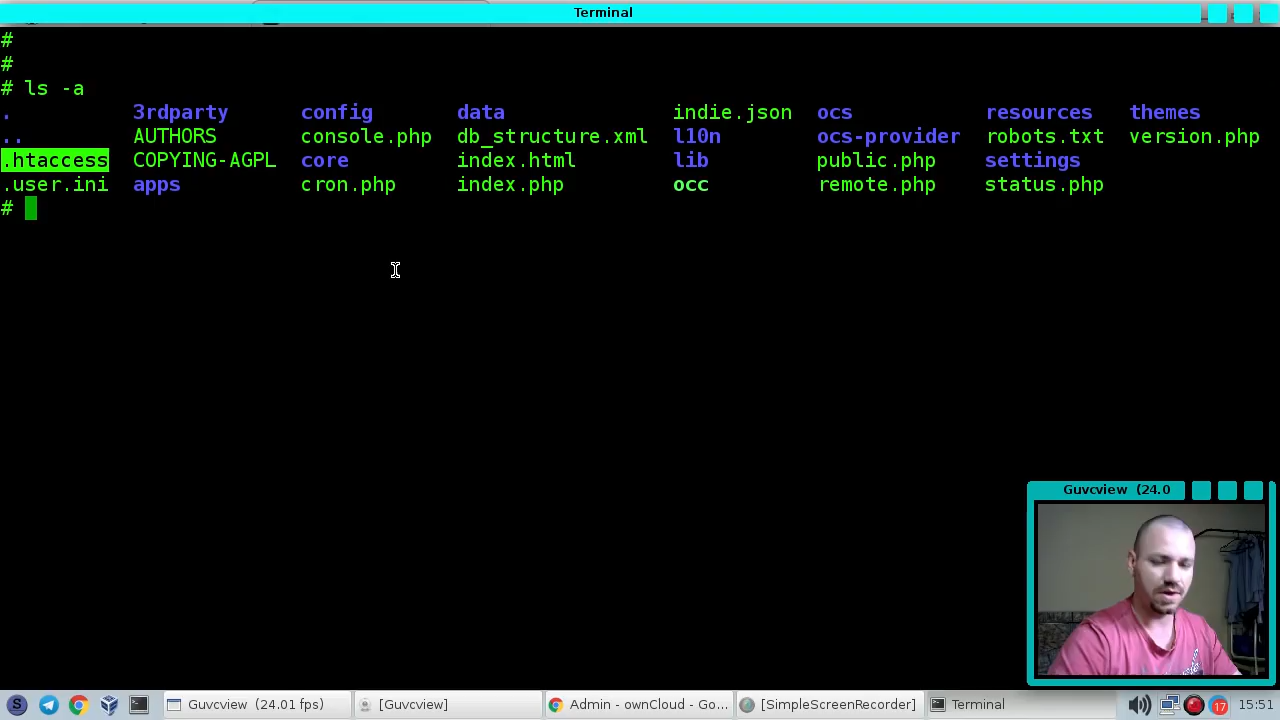 Terminal
#
#
# ls -a
. 3rdparty config data indie.json ocs resources themes
.. AUTHORS console.php db_structure.xml l10n ocs-provider robots.txt version.php
.htaccess COPYING-AGPL core index.html lib public.php settings
.user.ini apps cron.php index.php occ remote.php status.php
#
Guvcview (24.0
Guvcview (24.01 fps) [Guvcview] Admin - ownCloud - Go... [SimpleScreenRecorder] Terminal 17 15:51